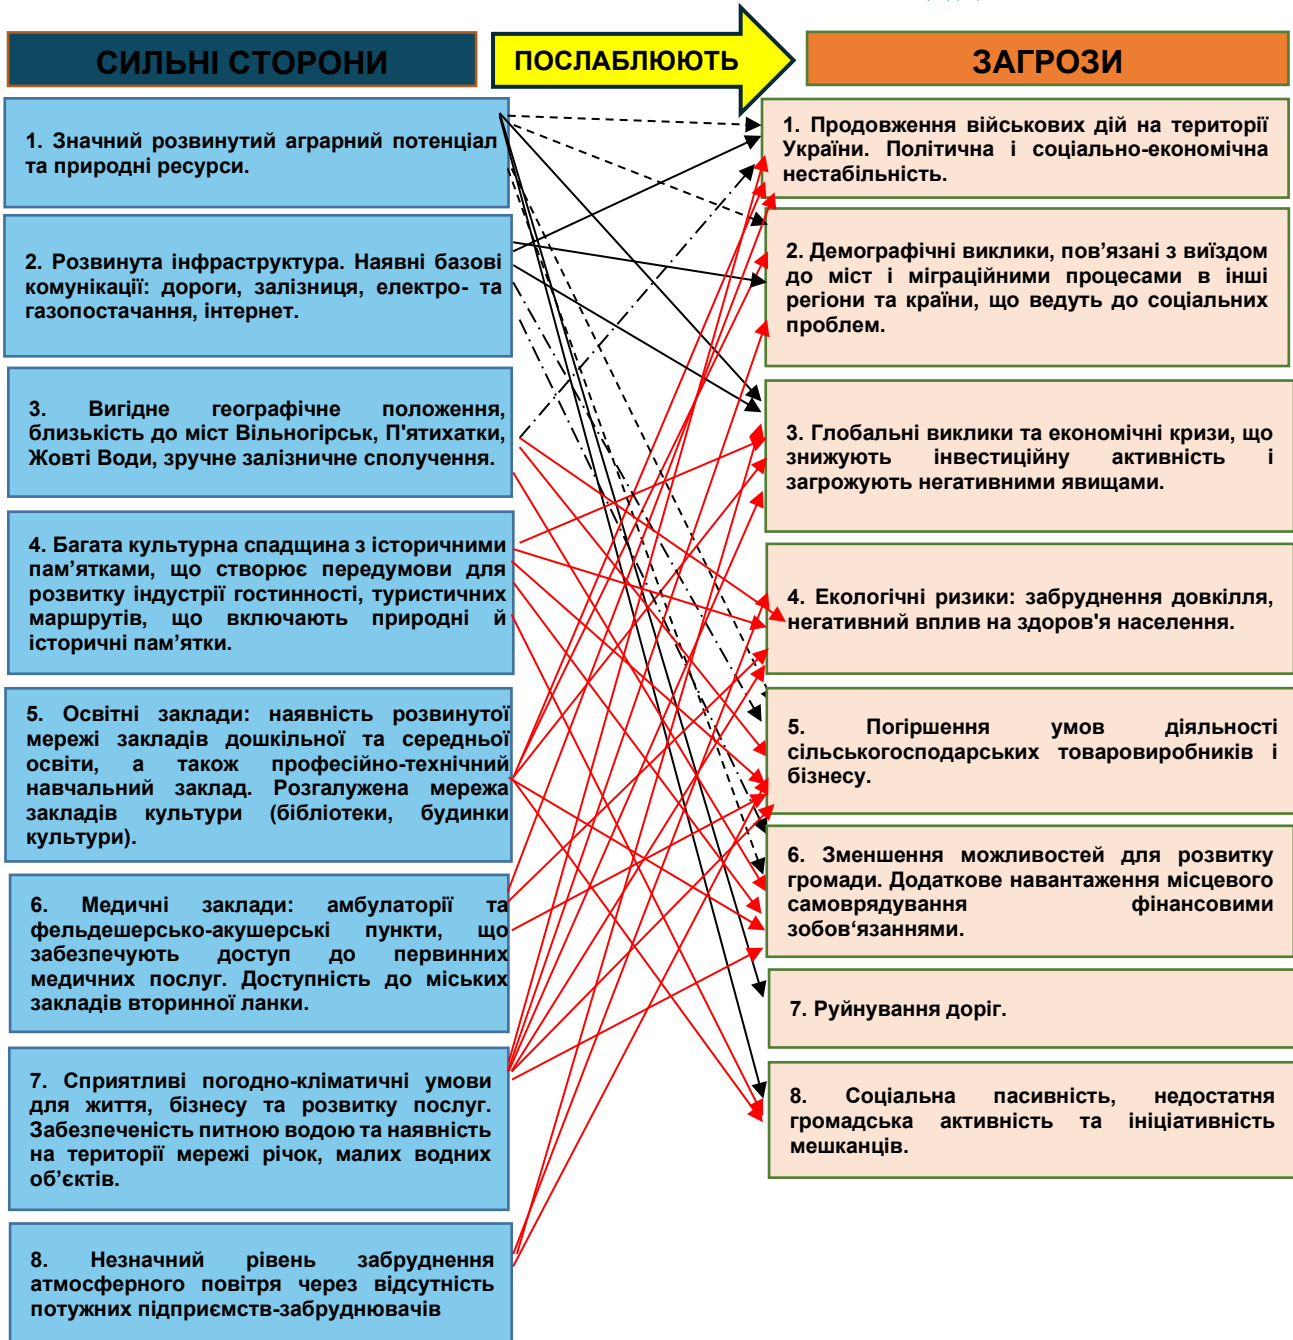 СИЛЬНІ СТОРОНИ
ПОСЛАБЛЮЮТЬ
ЗАГРОЗИ
1. Значний розвинутий аграрний потенціал
та природні ресурси.
2. Розвинута інфраструктура. Наявні базові
комунікації: дороги, залізниця, електро- та
газопостачання, інтернет.
3. Вигідне географічне положення,
близькість до міст Вільногірськ, П'ятихатки,
Жовті Води, зручне залізничне сполучення.
4. Багата культурна спадщина з історичними
пам’ятками, що створює передумови для
розвитку індустрії гостинності, туристичних
маршрутів, що включають природні й
історичні пам’ятки.
5. Освітні заклади: наявність розвинутої
мережі закладів дошкільної та середньої
освіти, а також професійно-технічний
навчальний заклад. Розгалужена мережа
закладів культури (бібліотеки, будинки
культури).
6. Медичні заклади: амбулаторії та
фельдешерсько-акушерські пункти, що
забезпечують доступ до первинних
медичних послуг. Доступність до міських
закладів вторинної ланки.
7. Сприятливі погодно-кліматичні умови
для життя, бізнесу та розвитку послуг.
Забезпеченість питною водою та наявність
на території мережі річок, малих водних
об’єктів.
8. Незначний рівень забруднення
атмосферного повітря через відсутність
потужних підприємств-забруднювачів
1. Продовження військових дій на території
України. Політична і соціально-економічна
нестабільність.
2. Демографічні виклики, пов’язані з виїздом
до міст і міграційними процесами в інші
регіони та країни, що ведуть до соціальних
проблем.
3. Глобальні виклики та економічні кризи, що
знижують інвестиційну активність і
загрожують негативними явищами.
4. Екологічні ризики: забруднення довкілля,
негативний вплив на здоров'я населення.
5. Погіршення умов діяльності
сільськогосподарських товаровиробників і
бізнесу.
6. Зменшення можливостей для розвитку
громади. Додаткове навантаження місцевого
самоврядування фінансовими
зобов‘язаннями.
7. Руйнування доріг.
8. Соціальна пасивність, недостатня
громадська активність та ініціативність
мешканців.